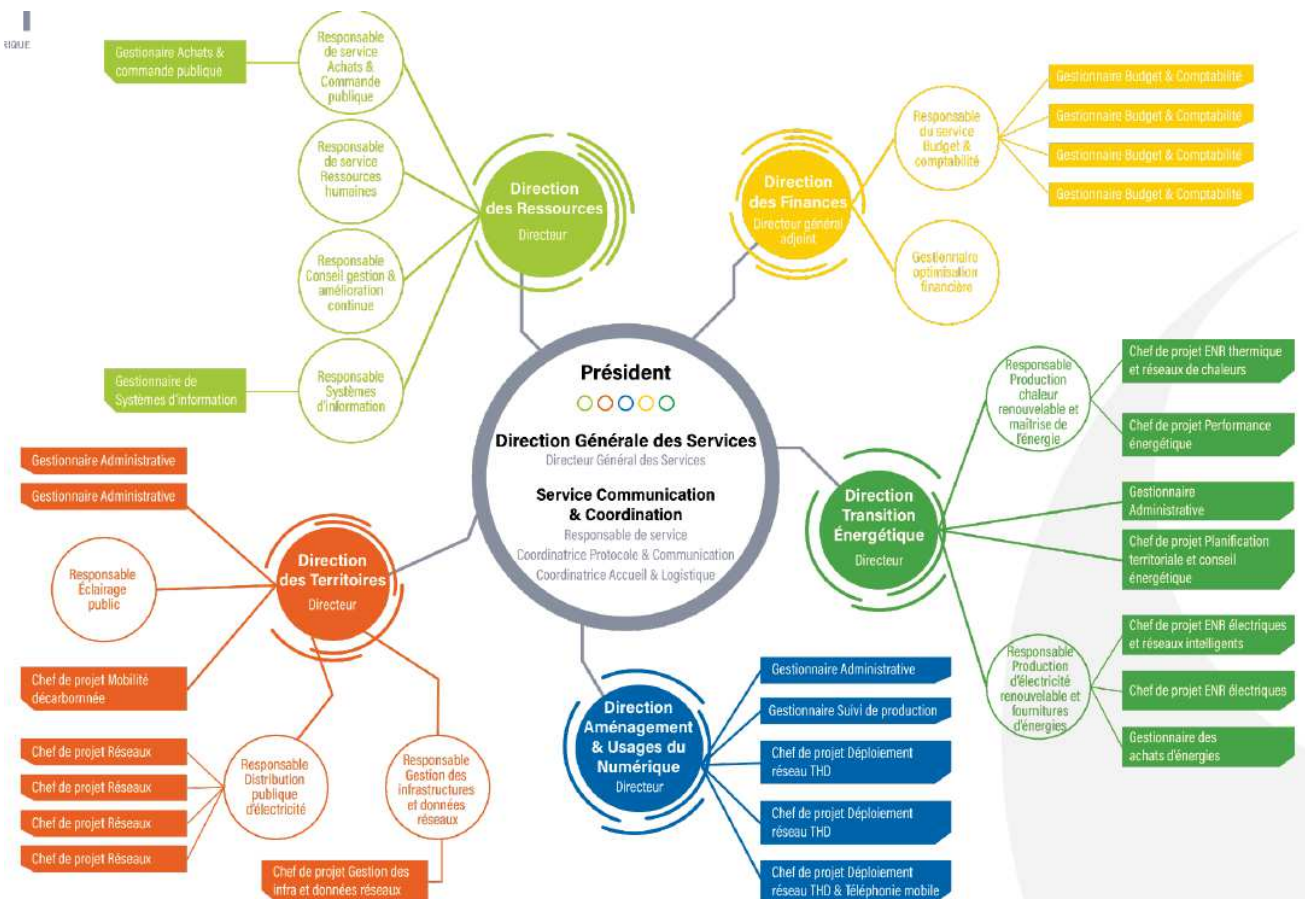 RIQUE
Gestionaire Achats &
commande publique
Responsable
de service
Achats &
Commande
publique
Responsable
de service
Ressources
humaines
Responsable
Conseil gestion &
amélioration
continue
Gestionnaire de
Systèmes d'information
Responsable
Systèmes
d'information
Direction
des Ressources
Directeur
Direction
des Finances
Directeur général
adjoint
Responsable
du service
Budget &
comptabilité
Gestionnaire
optimisation
financière
Gestionnaire Budget & Comptabilité
Gestionnaire Budget & Comptabilité
Gestionnaire Budget & Comptabilité
Gestionnaire Budget & Comptabilité
Président
Direction Générale des Services
Directeur Général des Services
Service Communication
& Coordination
Responsable de service
Coordinatrice Protocole & Communication
Coordinatrice Accueil & Logistique
Direction
Transition
Énergétique
Directeur
Responsable
Production
chaleur
renouvelable et
maîtrise de
l'énergie
Chef de projet ENR thermique
et réseaux de chaleurs
Chef de projet Performance
énergétique
Gestionnaire
Administrative
Chef de projet Planification
territoriale et conseil
énergétique
Responsable
Production
d'électricité
renouvelable et
fournitures
d'énergies
Chef de projet ENR électriques
et réseaux intelligents
Chef de projet ENR électriques
Gestionnaire des
achats d'énergies
Gestionnaire Administrative
Gestionnaire Administrative
Responsable
Éclairage
public
Direction
des Territoires
Directeur
Chef de projet Mobilité
décarbornnée
Chef de projet Réseaux
Chef de projet Réseaux
Chef de projet Réseaux
Chef de projet Réseaux
Responsable
Distribution
publique
d'électricité
Responsable
Gestion des
infrastructures
et données
réseaux
Chef de projet Gestion des
infra et données réseaux
Direction
Aménagement
& Usages du
Numérique
Directeur
Gestionnaire Administrative
Gestionnaire Suivi de production
Chef de projet Déploiement
réseau THD
Chef de projet Déploiement
réseau THD
Chef de projet Déploiement
réseau THD & Téléphonie mobile